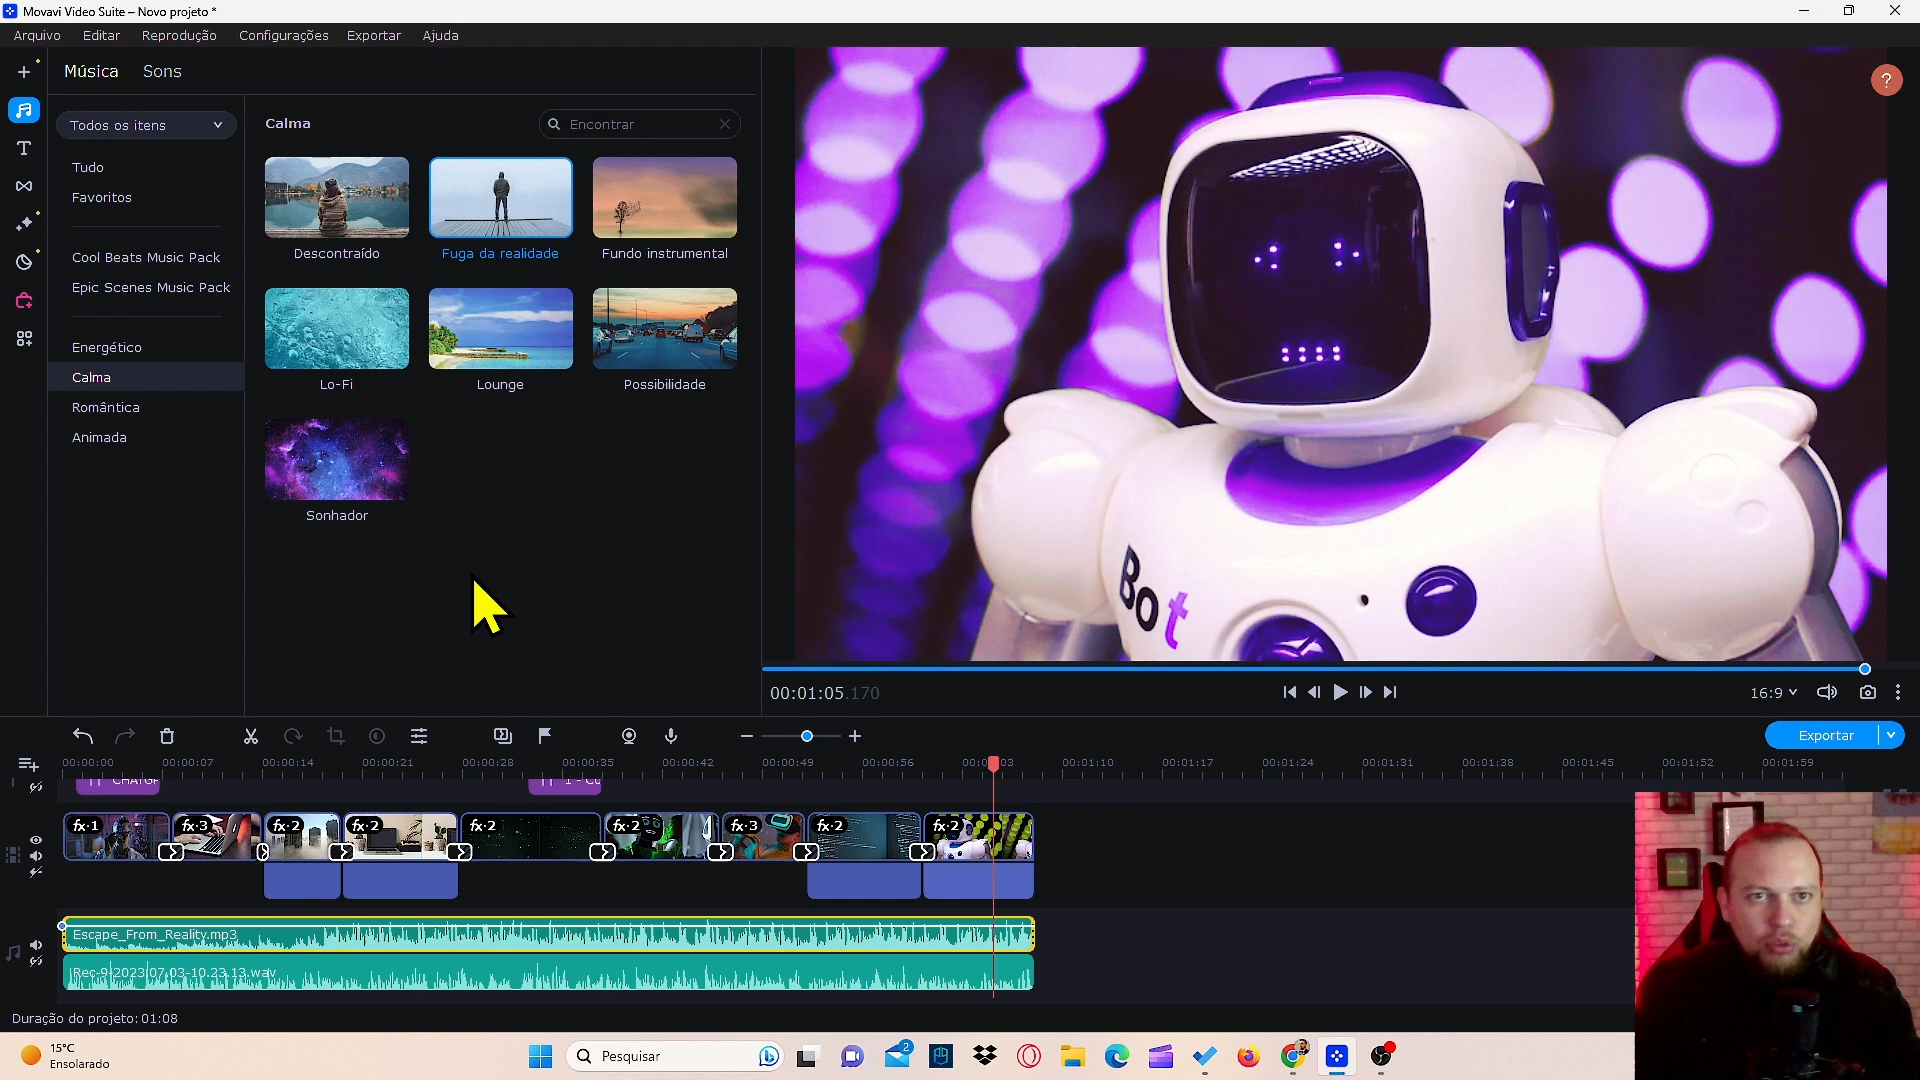 Movavi Video Suite – Novo projeto *
Arquivo Editar Reprodução Configurações Exportar Ajuda
Música Sons
Todos os itens
Calma
Encontrar
Tudo
Favoritos
Cool Beats Music Pack
Epic Scenes Music Pack
Energético
Calma
Romântica
Animada
Descontraído
Fuga da realidade
Fundo instrumental
Lo-Fi
Lounge
Possibilidade
Sonhador
?
Bot
00:01:05.170
16:9
Exportar
00:00:00 00:00:07 00:00:14 00:00:21 00:00:28 00:00:35 00:00:42 00:00:49 00:00:56 00:01:10 00:01:17 00:01:24 00:01:31 00:01:38 00:01:45 00:01:52 00:01:59
fx·1 fx·3 fx·2 fx·2 fx·2 fx·2 fx·3 fx·2 fx·2
Escape_From_Reality.mp3
Rec-9-2023.07.03-10.23.13.wav
Duração do projeto: 01:08
15°C
Ensolarado
Pesquisar
2